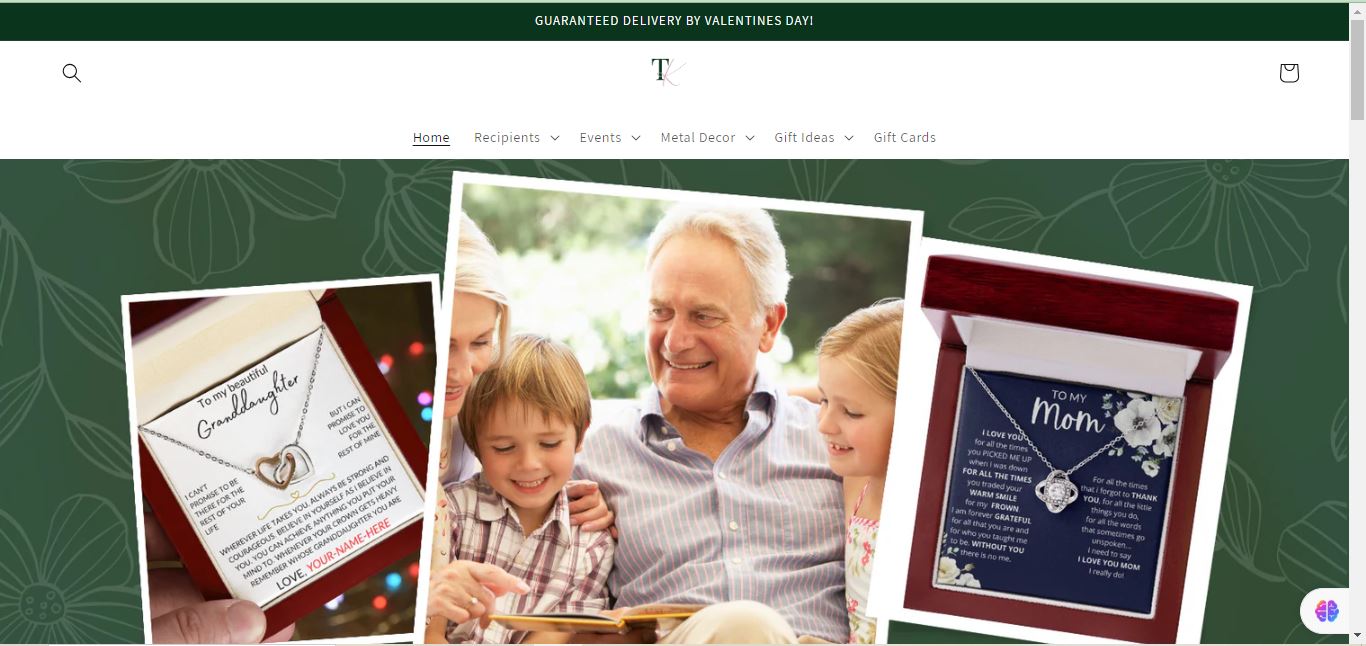 GUARANTEED DELIVERY BY VALENTINES DAY!
TK
Home Recipients Events Metal Decor Gift Ideas Gift Cards
To my beautiful
Granddaughter
I CAN'T
PROMISE TO BE
THERE FOR THE
REST OF YOUR
LIFE
BUT I CAN
PROMISE TO
LOVE YOU
FOR THE
REST OF MINE
WHEREVER LIFE TAKES YOU, ALWAYS BE STRONG AND
COURAGEOUS. BELIEVE IN YOURSELF AS I BELIEVE IN
YOU. YOU CAN ACHIEVE ANYTHING YOU PUT YOUR
MIND TO. WHENEVER YOUR CROWN GETS HEAVY
REMEMBER WHOSE GRANDDAUGHTER YOU ARE
LOVE, YOUR-NAME-HERE
TO MY
Mom
I LOVE YOU
for all the times
you PICKED ME UP
when I was down
FOR ALL THE TIMES
you traded your
WARM SMILE
for my FROWN
I am forever GRATEFUL
for all that you are and
for who you taught me
to be. WITHOUT YOU
there is no me.
For all the times
that I forgot to THANK
YOU, for all the little
things you do,
for all the words
that sometimes go
unspoken...
I need to say
I LOVE YOU MOM
I really do!